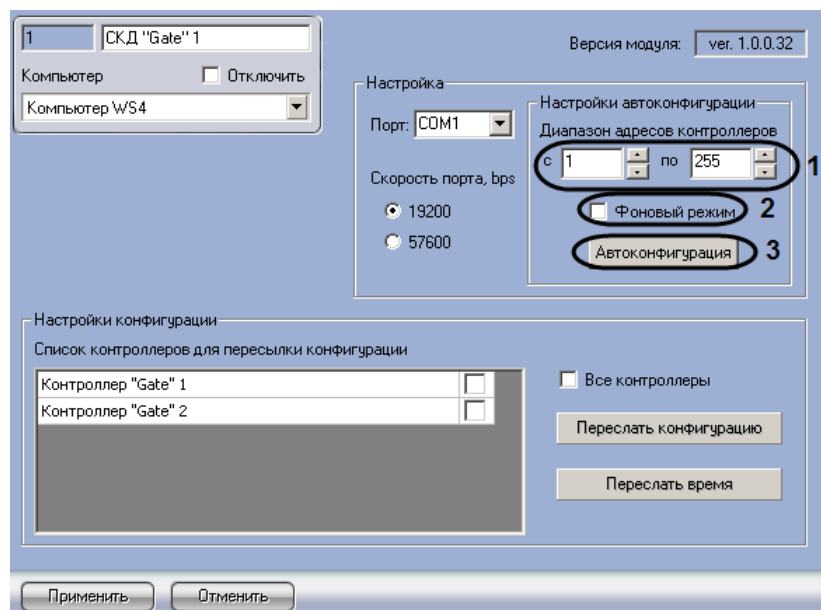 1 СКД "Gate" 1
Компьютер Отключить
Компьютер WS4
Версия модуля: ver. 1.0.0.32
Настройка
Порт: COM1
Скорость порта, bps
19200
57600
Настройки автоконфигурации
Диапазон адресов контроллеров
с 1 по 255 1
Фоновый режим 2
Автоконфигурация 3
Настройки конфигурации
Список контроллеров для пересылки конфигурации
Контроллер "Gate" 1
Контроллер "Gate" 2
Все контроллеры
Переслать конфигурацию
Переслать время
Применить Отменить